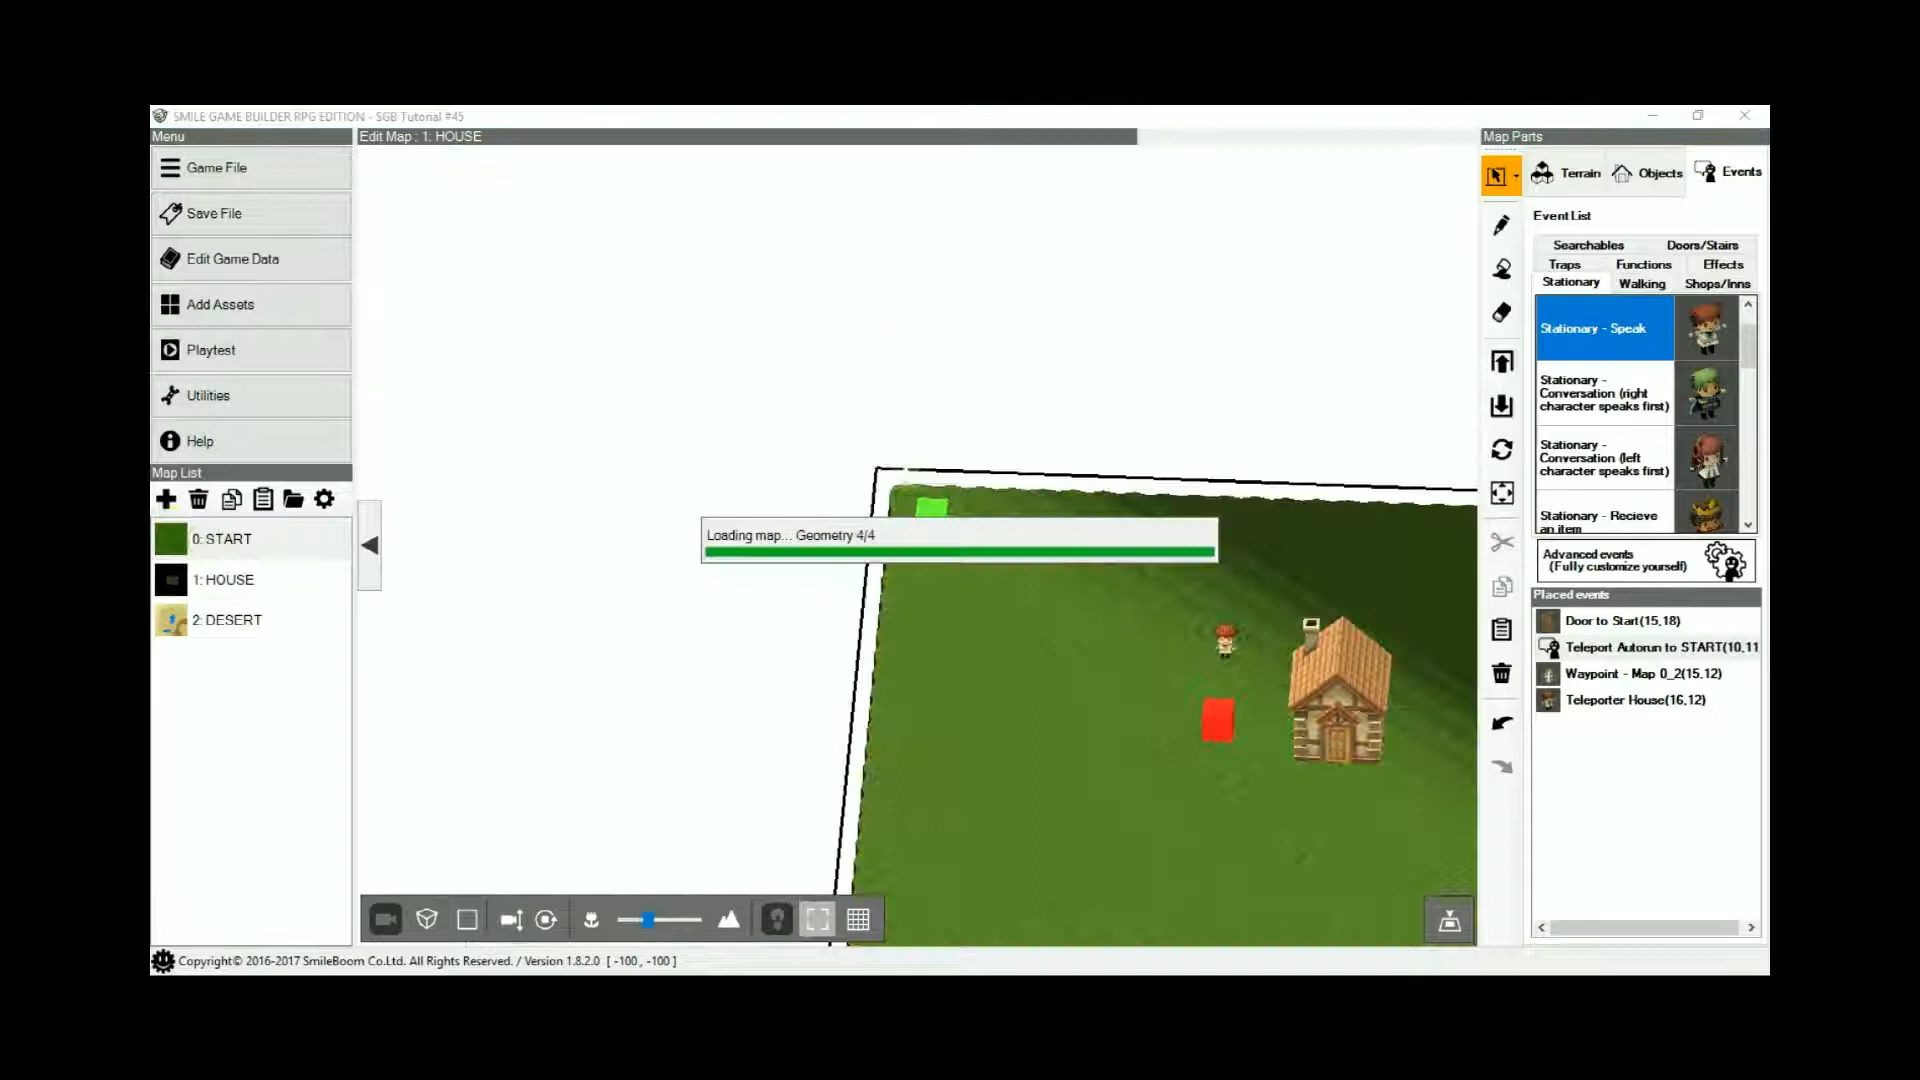 SMILE GAME BUILDER RPG EDITION - SGB Tutorial #45
Menu
Game File
Save File
Edit Game Data
Add Assets
Playtest
Utilities
Help
Map List
0: START
1: HOUSE
2: DESERT
Edit Map : 1: HOUSE
Loading map... Geometry 4/4
Map Parts
Terrain
Objects
Events
Event List
Searchables
Doors/Stairs
Traps
Functions
Effects
Stationary
Walking
Shops/Inns
Stationary - Speak
Stationary -
Conversation (right
character speaks first)
Stationary -
Conversation (left
character speaks first)
Stationary - Recieve
an item
Advanced events
(Fully customize yourself)
Placed events
Door to Start(15,18)
Teleport Autorun to START(10,11
Waypoint - Map 0_2(15,12)
Teleporter House(16,12)
Copyright© 2016-2017 SmileBoom Co.Ltd. All Rights Reserved. / Version 1.8.2.0 [ -100 , -100 ]